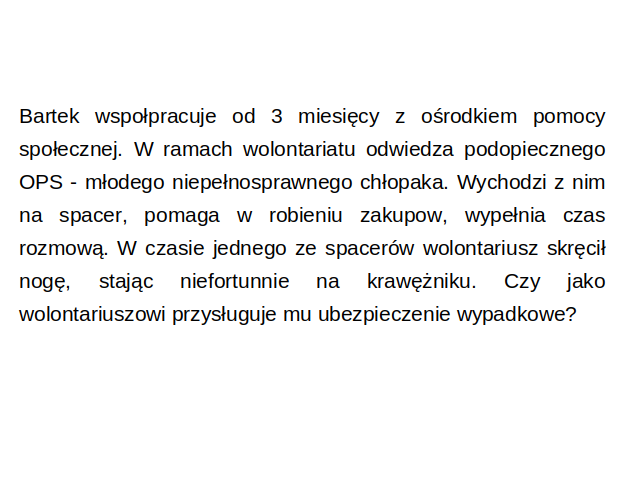 Bartek wspołpracuje od 3 miesięcy z ośrodkiem pomocy
społecznej. W ramach wolontariatu odwiedza podopiecznego
OPS - młodego niepełnosprawnego chłopaka. Wychodzi z nim
na spacer, pomaga w robieniu zakupow, wypełnia czas
rozmową. W czasie jednego ze spacerów wolontariusz skręcił
nogę, stając niefortunnie na krawężniku. Czy jako
wolontariuszowi przysługuje mu ubezpieczenie wypadkowe?